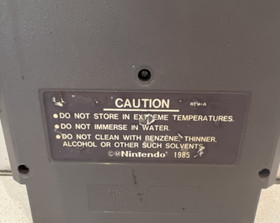 CAUTION
REV-A
• DO NOT STORE IN EXTREME TEMPERATURES.
• DO NOT IMMERSE IN WATER.
• DO NOT CLEAN WITH BENZENE, THINNER,
ALCOHOL OR OTHER SUCH SOLVENTS.
©Nintendo 1985